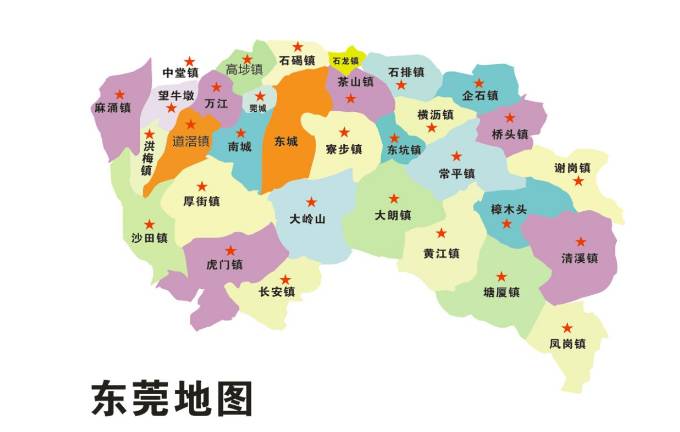 石碣镇
石龙镇
中堂镇
高埗镇
石排镇
茶山镇
望牛墩
企石镇
麻涌镇
万江
莞城
横沥镇
桥头镇
洪梅镇
道滘镇
南城
东城
寮步镇
东坑镇
常平镇
谢岗镇
厚街镇
大岭山
大朗镇
樟木头
沙田镇
黄江镇
清溪镇
虎门镇
长安镇
塘厦镇
凤岗镇
东莞地图